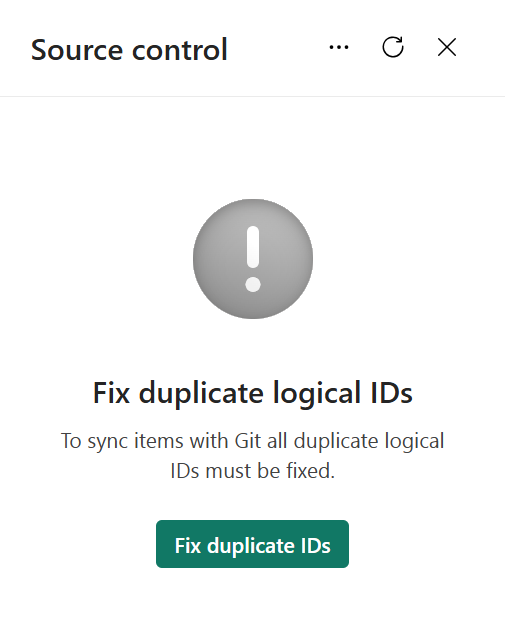 Source control
Fix duplicate logical IDs
To sync items with Git all duplicate logical
IDs must be fixed.
Fix duplicate IDs